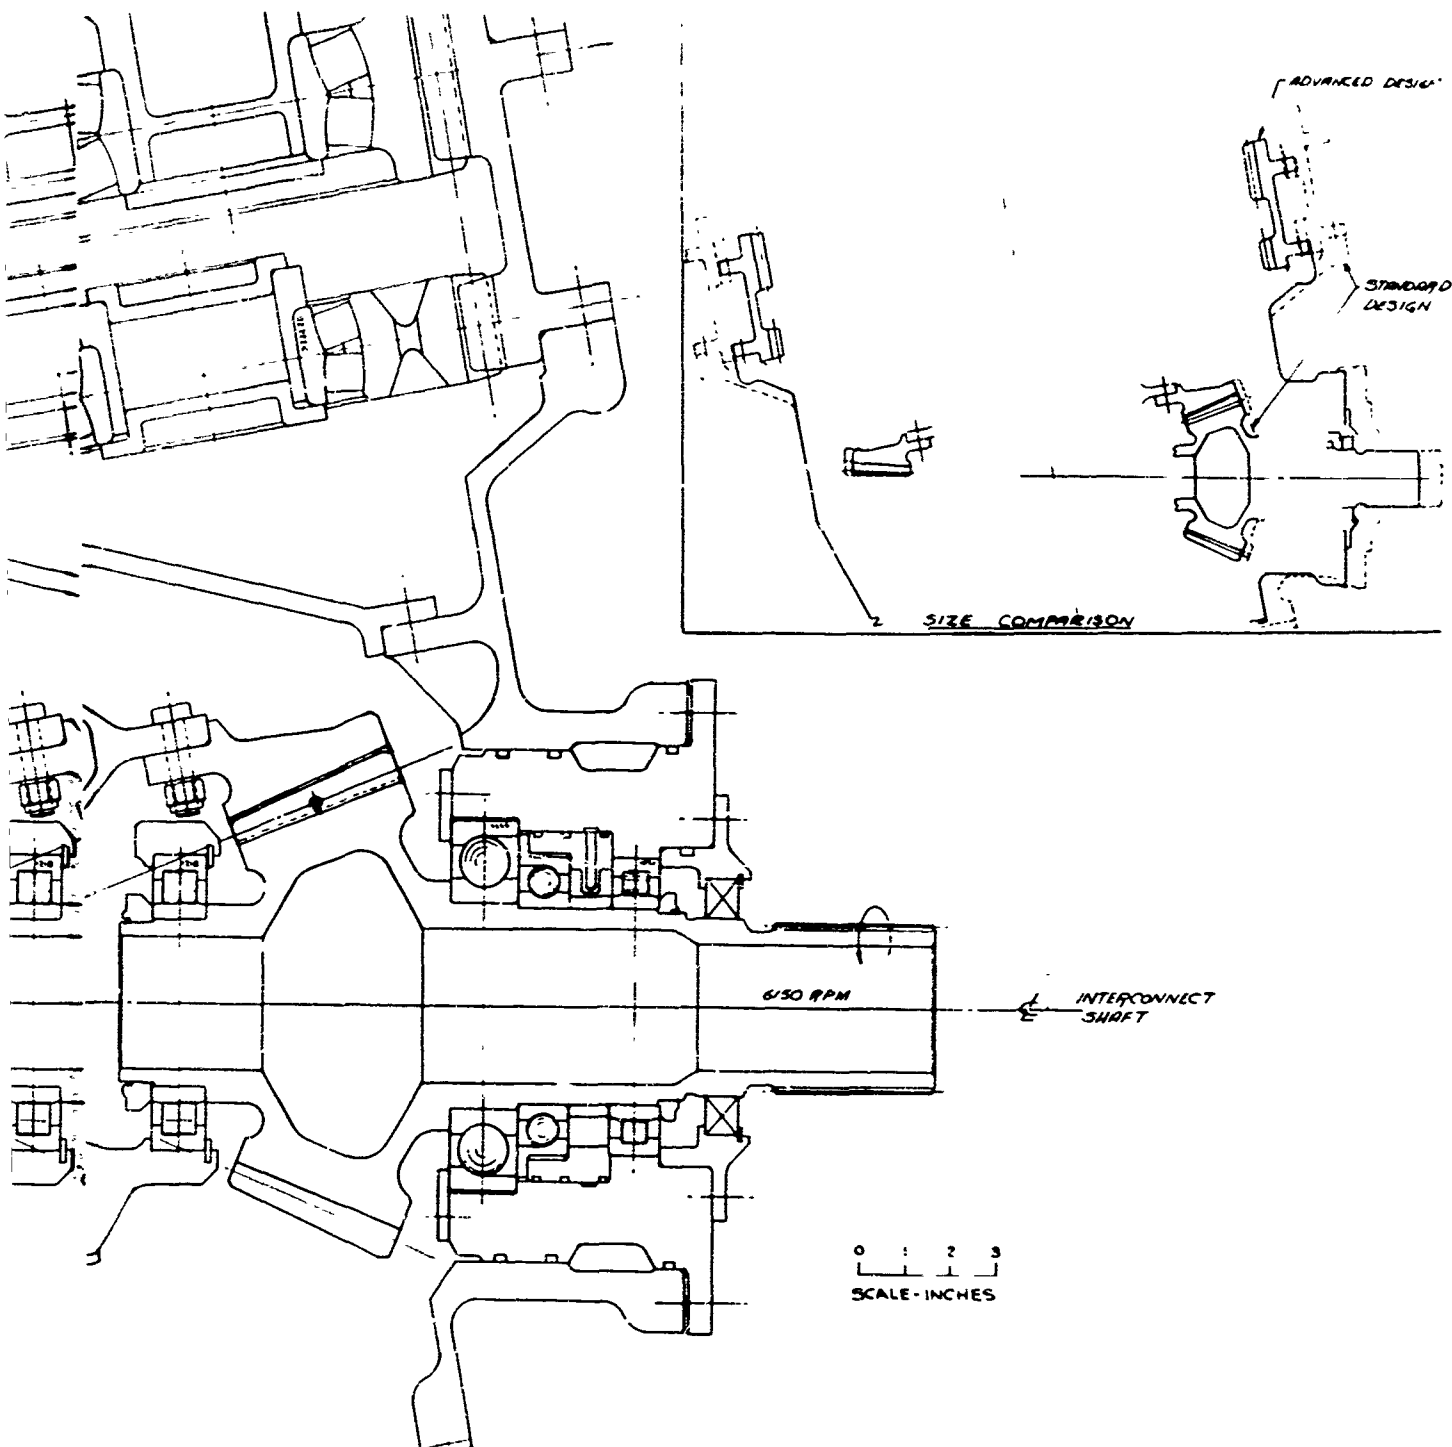 ADVANCED DESIGN
STANDARD
DESIGN
SIZE COMPARISON
6150 RPM
INTERCONNECT
SHAFT
0 1 2 3
SCALE-INCHES